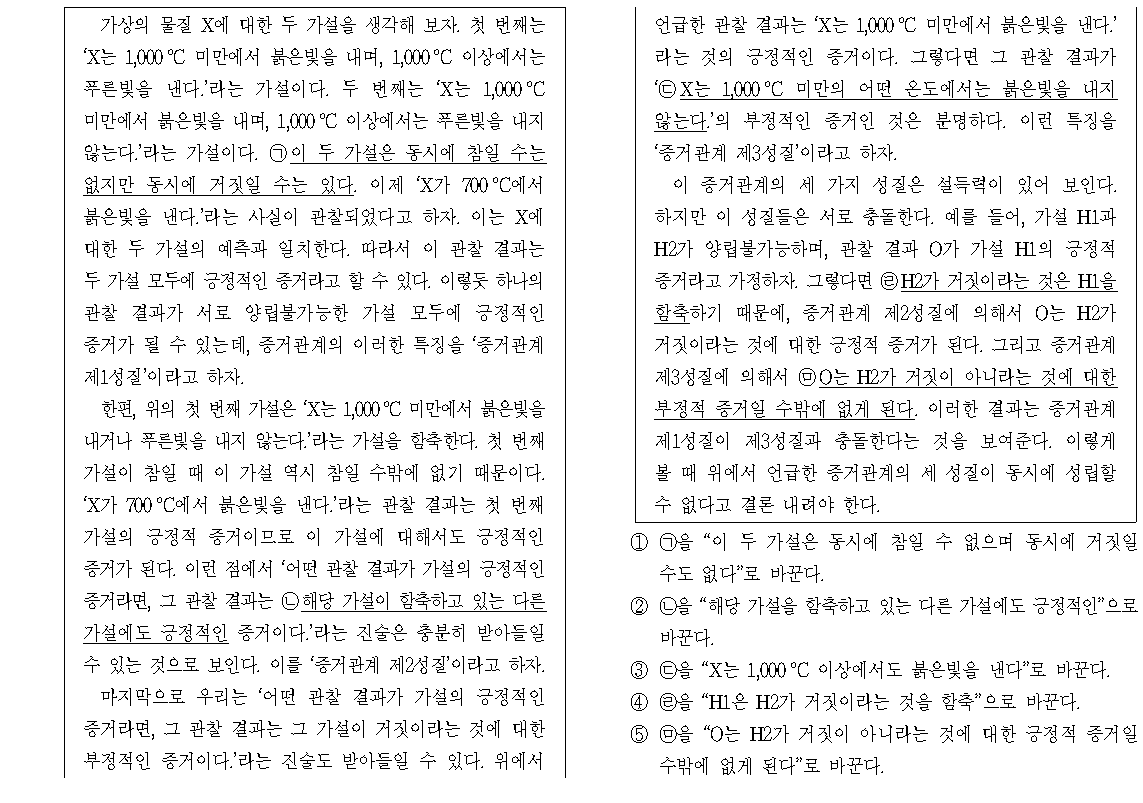 가상의 물질 X에 대한 두 가설을 생각해 보자. 첫 번째는
‘X는 1,000 ℃ 미만에서 붉은빛을 내며, 1,000 ℃ 이상에서는
푸른빛을 낸다.’라는 가설이다. 두 번째는 ‘X는 1,000 ℃
미만에서 붉은빛을 내며, 1,000 ℃ 이상에서는 푸른빛을 내지
않는다.’라는 가설이다. ㉠이 두 가설은 동시에 참일 수는
없지만 동시에 거짓일 수는 있다. 이제 ‘X가 700 ℃에서
붉은빛을 낸다.’라는 사실이 관찰되었다고 하자. 이는 X에
대한 두 가설의 예측과 일치한다. 따라서 이 관찰 결과는
두 가설 모두에 긍정적인 증거라고 할 수 있다. 이렇듯 하나의
관찰 결과가 서로 양립불가능한 가설 모두에 긍정적인
증거가 될 수 있는데, 증거관계의 이러한 특징을 ‘증거관계
제1성질’이라고 하자.
한편, 위의 첫 번째 가설은 ‘X는 1,000 ℃ 미만에서 붉은빛을
내거나 푸른빛을 내지 않는다.’라는 가설을 함축한다. 첫 번째
가설이 참일 때 이 가설 역시 참일 수밖에 없기 때문이다.
‘X가 700 ℃에서 붉은빛을 낸다.’라는 관찰 결과는 첫 번째
가설의 긍정적 증거이므로 이 가설에 대해서도 긍정적인
증거가 된다. 이런 점에서 ‘어떤 관찰 결과가 가설의 긍정적인
증거라면, 그 관찰 결과는 ㉡해당 가설이 함축하고 있는 다른
가설에도 긍정적인 증거이다.’라는 진술은 충분히 받아들일
수 있는 것으로 보인다. 이를 ‘증거관계 제2성질’이라고 하자.
마지막으로 우리는 ‘어떤 관찰 결과가 가설의 긍정적인
증거라면, 그 관찰 결과는 그 가설이 거짓이라는 것에 대한
부정적인 증거이다.’라는 진술도 받아들일 수 있다. 위에서
언급한 관찰 결과는 ‘X는 1,000 ℃ 미만에서 붉은빛을 낸다.’
라는 것의 긍정적인 증거이다. 그렇다면 그 관찰 결과가
‘㉢X는 1,000 ℃ 미만의 어떤 온도에서는 붉은빛을 내지
않는다.’의 부정적인 증거인 것은 분명하다. 이런 특징을
‘증거관계 제3성질’이라고 하자.
이 증거관계의 세 가지 성질은 설득력이 있어 보인다.
하지만 이 성질들은 서로 충돌한다. 예를 들어, 가설 H1과
H2가 양립불가능하며, 관찰 결과 O가 가설 H1의 긍정적
증거라고 가정하자. 그렇다면 ㉣H2가 거짓이라는 것은 H1을
함축하기 때문에, 증거관계 제2성질에 의해서 O는 H2가
거짓이라는 것에 대한 긍정적 증거가 된다. 그리고 증거관계
제3성질에 의해서 ㉤O는 H2가 거짓이 아니라는 것에 대한
부정적 증거일 수밖에 없게 된다. 이러한 결과는 증거관계
제1성질이 제3성질과 충돌한다는 것을 보여준다. 이렇게
볼 때 위에서 언급한 증거관계의 세 성질이 동시에 성립할
수 없다고 결론 내려야 한다.
① ㉠을 “이 두 가설은 동시에 참일 수 없으며 동시에 거짓일
수도 없다”로 바꾼다.
② ㉡을 “해당 가설을 함축하고 있는 다른 가설에도 긍정적인”으로
바꾼다.
③ ㉢을 “X는 1,000 ℃ 이상에서도 붉은빛을 낸다”로 바꾼다.
④ ㉣을 “H1은 H2가 거짓이라는 것을 함축”으로 바꾼다.
⑤ ㉤을 “O는 H2가 거짓이 아니라는 것에 대한 긍정적 증거일
수밖에 없게 된다”로 바꾼다.